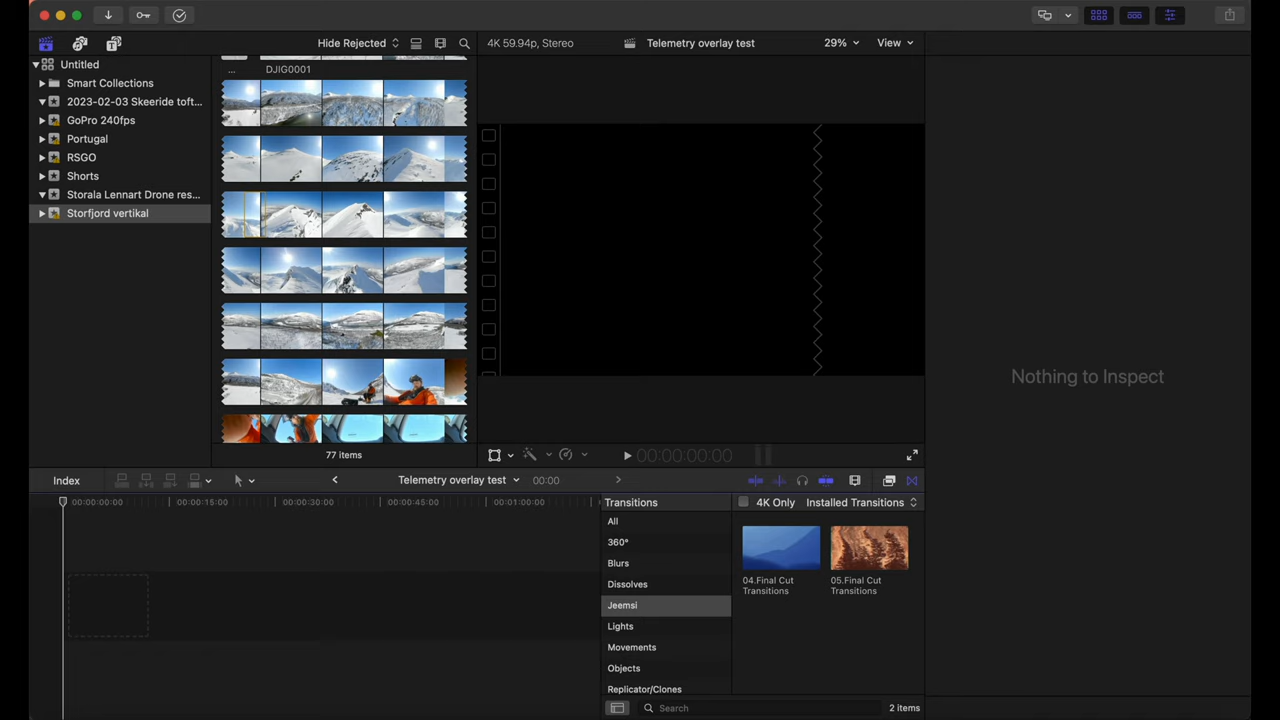 Hide Rejected
4K 59.94p, Stereo
Telemetry overlay test
29%
View
Untitled
Smart Collections
2023-02-03 Skeeride toft...
GoPro 240fps
Portugal
RSGO
Shorts
Storala Lennart Drone res...
Storfjord vertikal
...
DJIG0001
77 items
Nothing to Inspect
00:00:00:00
Index
Telemetry overlay test
00:00
00:00:00:00
00:00:15:00
00:00:30:00
00:00:45:00
00:01:00:00
Transitions
4K Only
Installed Transitions
All
360°
Blurs
Dissolves
Jeemsi
Lights
Movements
Objects
Replicator/Clones
04.Final Cut
Transitions
05.Final Cut
Transitions
Search
2 items